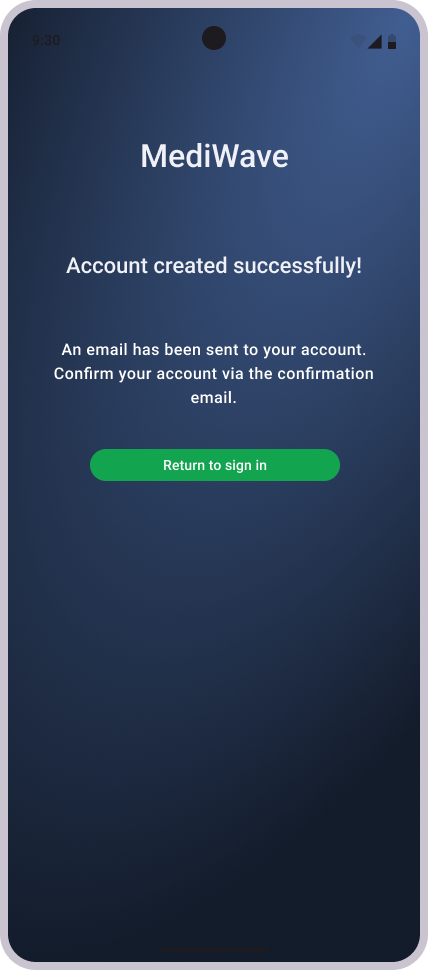 9:30
MediWave
Account created successfully!
An email has been sent to your account.
Confirm your account via the confirmation
email.
Return to sign in